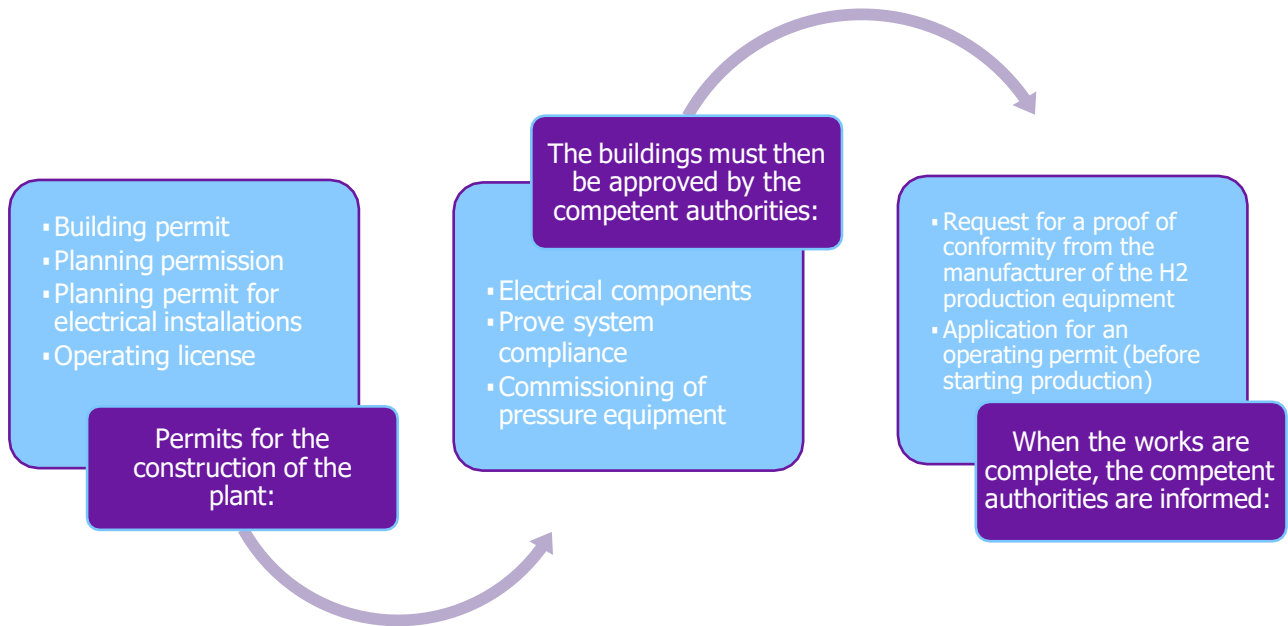 ▪Building permit
▪Planning permission
▪Planning permit for
electrical installations
▪Operating license
Permits for the
construction of the
plant:
The buildings must then
be approved by the
competent authorities:
▪Electrical components
▪Prove system
compliance
▪Commissioning of
pressure equipment
▪Request for a proof of
conformity from the
manufacturer of the H2
production equipment
▪Application for an
operating permit (before
starting production)
When the works are
complete, the competent
authorities are informed: